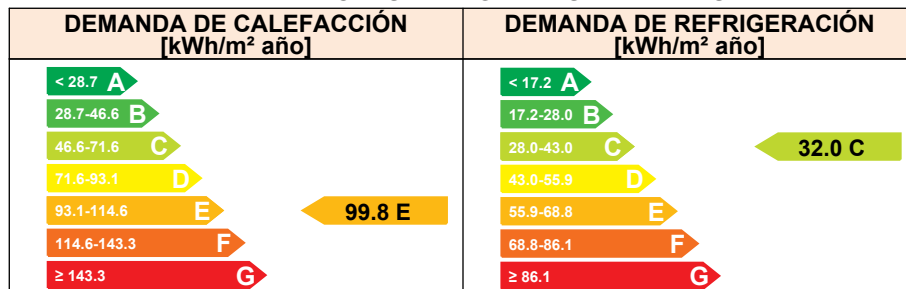 DEMANDA DE CALEFACCIÓN
[kWh/m² año]
< 28.7 A
28.7-46.6 B
46.6-71.6 C
71.6-93.1 D
93.1-114.6 E
99.8 E
114.6-143.3 F
≥ 143.3 G
DEMANDA DE REFRIGERACIÓN
[kWh/m² año]
< 17.2 A
17.2-28.0 B
28.0-43.0 C
32.0 C
43.0-55.9 D
55.9-68.8 E
68.8-86.1 F
≥ 86.1 G